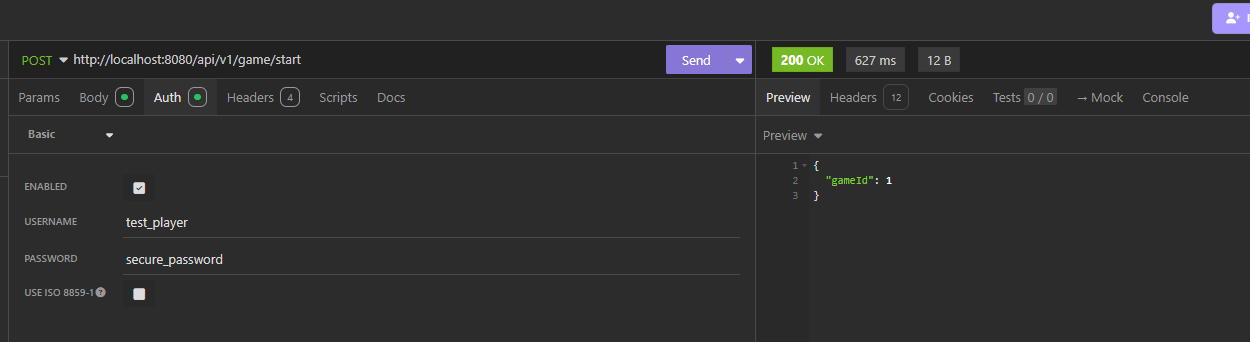 POST http://localhost:8080/api/v1/game/start Send 200 OK 627 ms 12 B
Params Body Auth Headers 4 Scripts Docs Preview Headers 12 Cookies Tests 0 / 0 → Mock Console
Basic Preview
ENABLED
USERNAME test_player
PASSWORD secure_password
USE ISO 8859-1
1 {
2 "gameId": 1
3 }